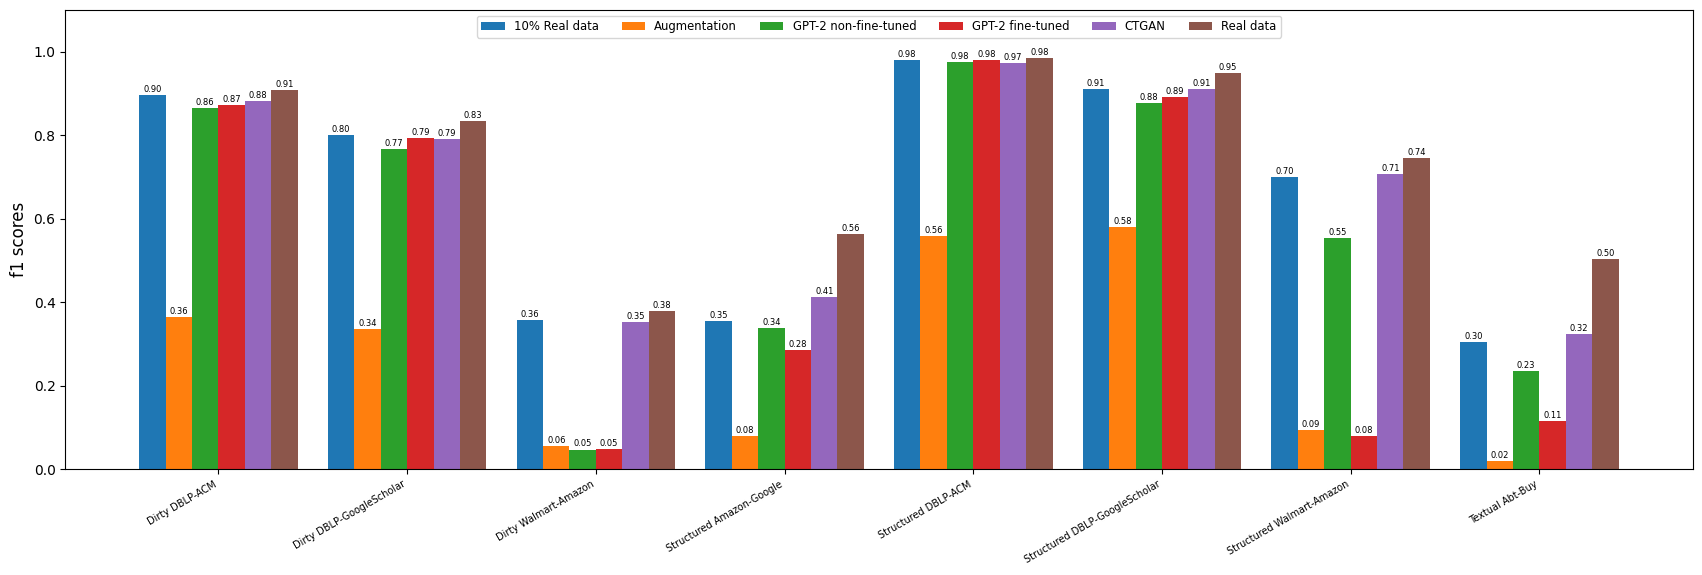 10% Real data Augmentation GPT-2 non-fine-tuned GPT-2 fine-tuned CTGAN Real data
f1 scores
1.0
0.8
0.6
0.4
0.2
0.0
0.90 0.36 0.86 0.87 0.88 0.91
0.80 0.34 0.77 0.79 0.79 0.83
0.36 0.06 0.05 0.05 0.35 0.38
0.35 0.08 0.34 0.28 0.41 0.56
0.98 0.56 0.98 0.98 0.97 0.98
0.91 0.58 0.88 0.89 0.91 0.95
0.70 0.09 0.55 0.08 0.71 0.74
0.30 0.02 0.23 0.11 0.32 0.50
Dirty DBLP-ACM
Dirty DBLP-GoogleScholar
Dirty Walmart-Amazon
Structured Amazon-Google
Structured DBLP-ACM
Structured DBLP-GoogleScholar
Structured Walmart-Amazon
Textual Abt-Buy